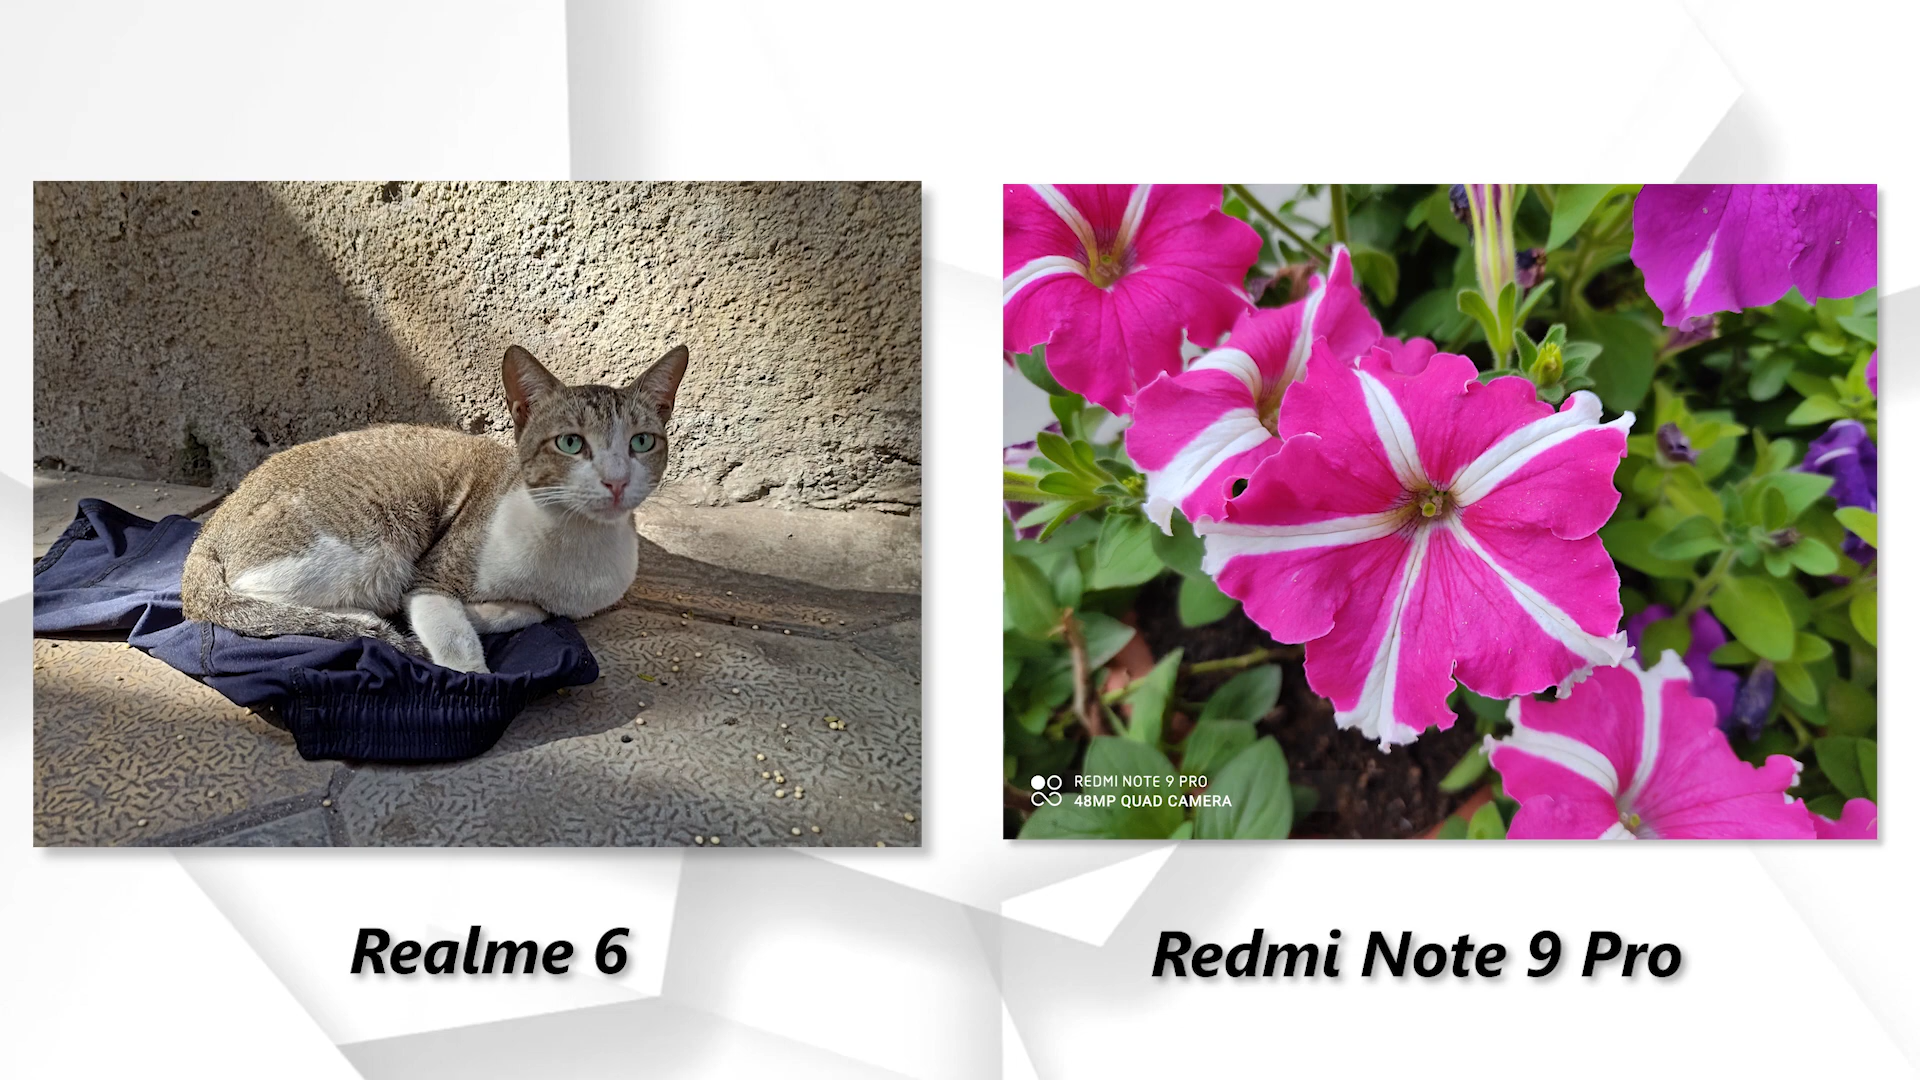 REDMI NOTE 9 PRO
48MP QUAD CAMERA
Realme 6
Redmi Note 9 Pro